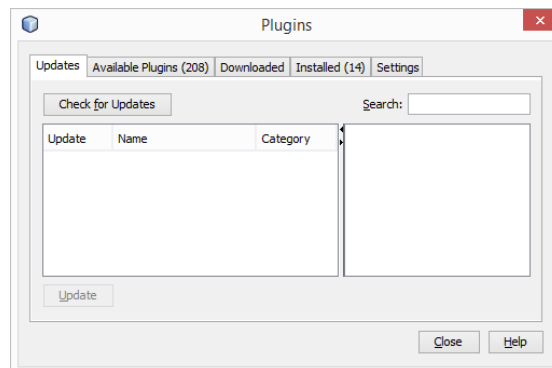 Plugins
Updates Available Plugins (208) Downloaded Installed (14) Settings
Check for Updates Search:
Update Name Category
Update
Close Help